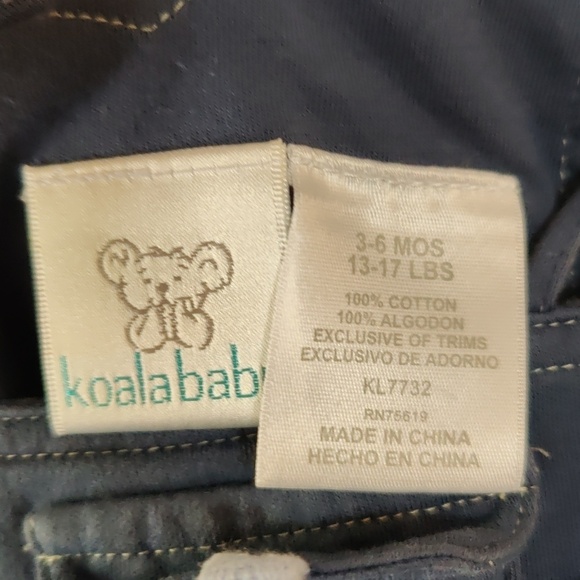 koalabab
3-6 MOS
13-17 LBS
100% COTTON
100% ALGODON
EXCLUSIVE OF TRIMS
EXCLUSIVO DE ADORNO
KL7732
RN75619
MADE IN CHINA
HECHO EN CHINA